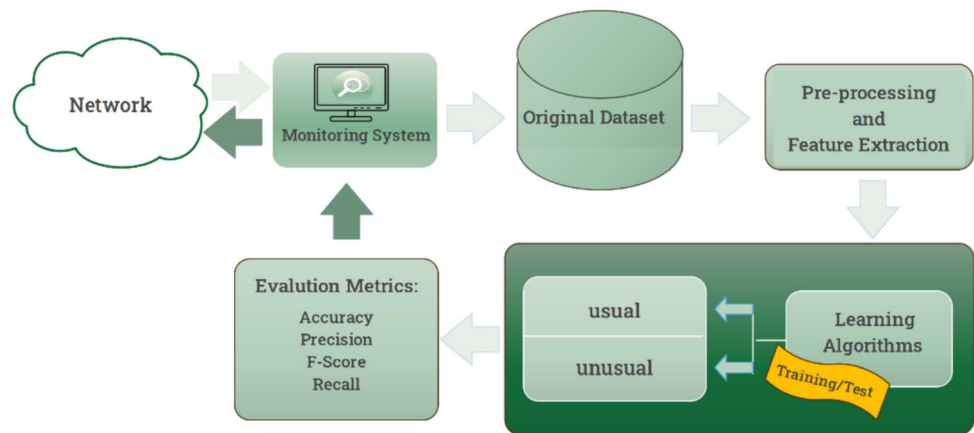 Network
Monitoring System
Original Dataset
Pre-processing
and
Feature Extraction
Evalution Metrics:
Accuracy
Precision
F-Score
Recall
usual
unusual
Learning
Algorithms
Training/Test